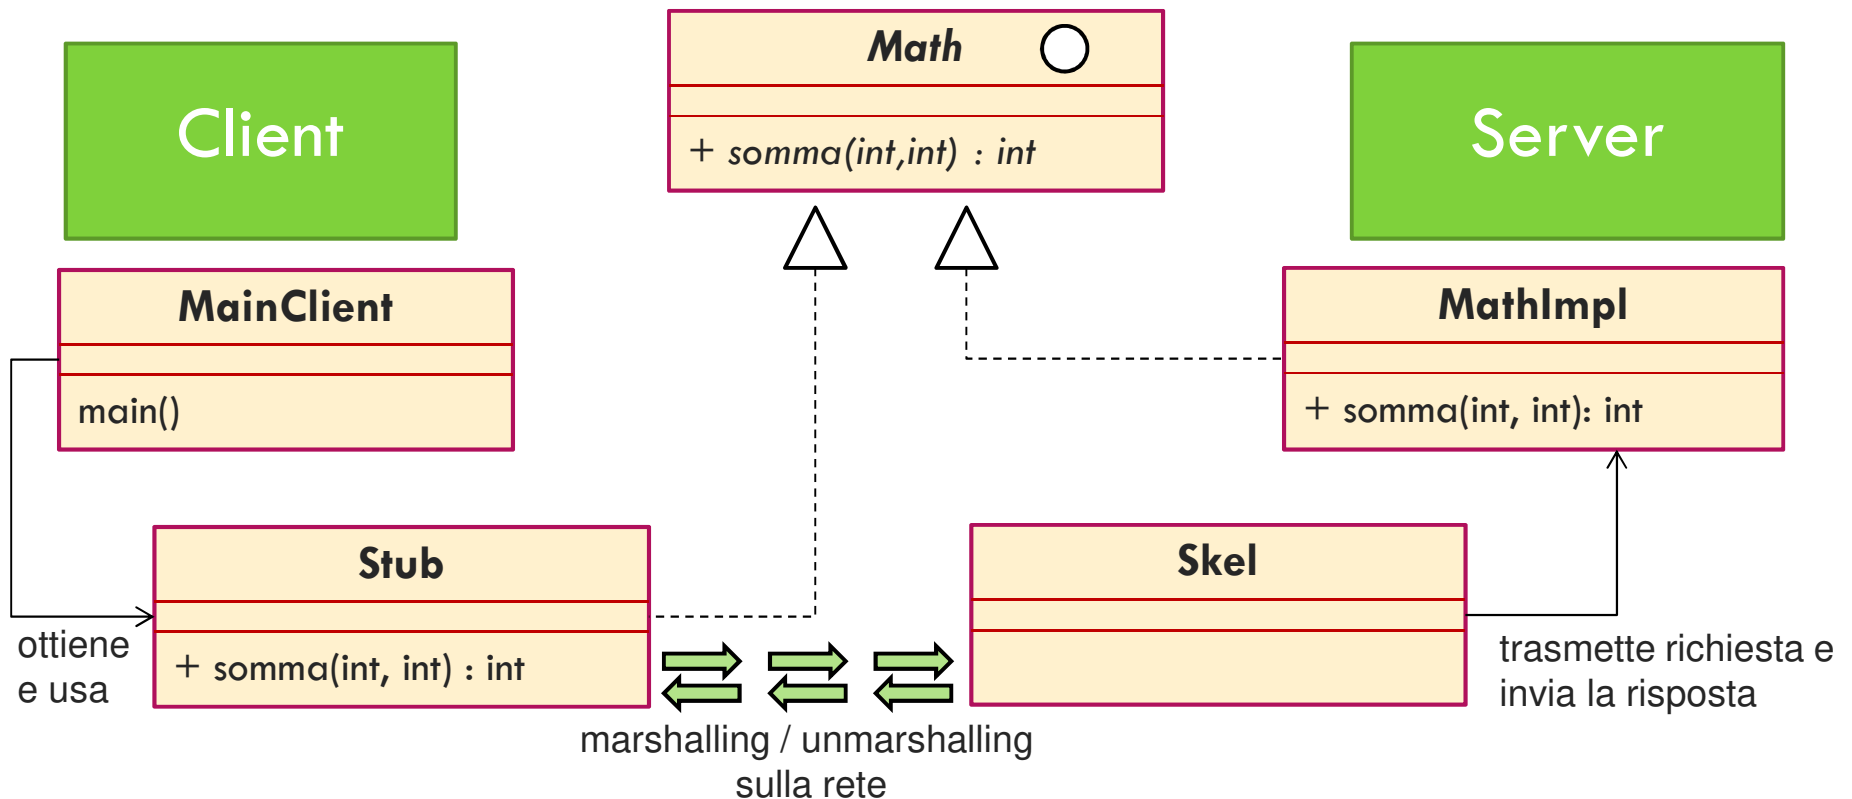 Client
Math
+ somma(int,int) : int
Server
MainClient
main()
MathImpl
+ somma(int, int): int
Stub
+ somma(int, int) : int
Skel
ottiene
e usa
marshalling / unmarshalling
sulla rete
trasmette richiesta e
invia la risposta